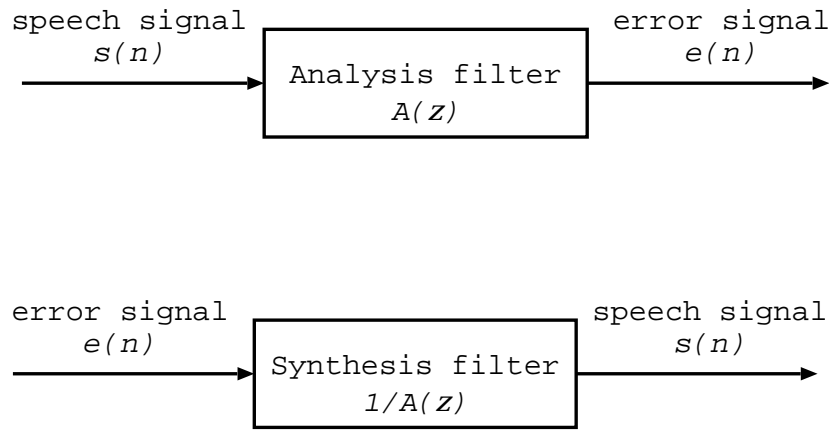 speech signal
s(n)
Analysis filter
A(z)
error signal
e(n)
error signal
e(n)
Synthesis filter
1/A(z)
speech signal
s(n)